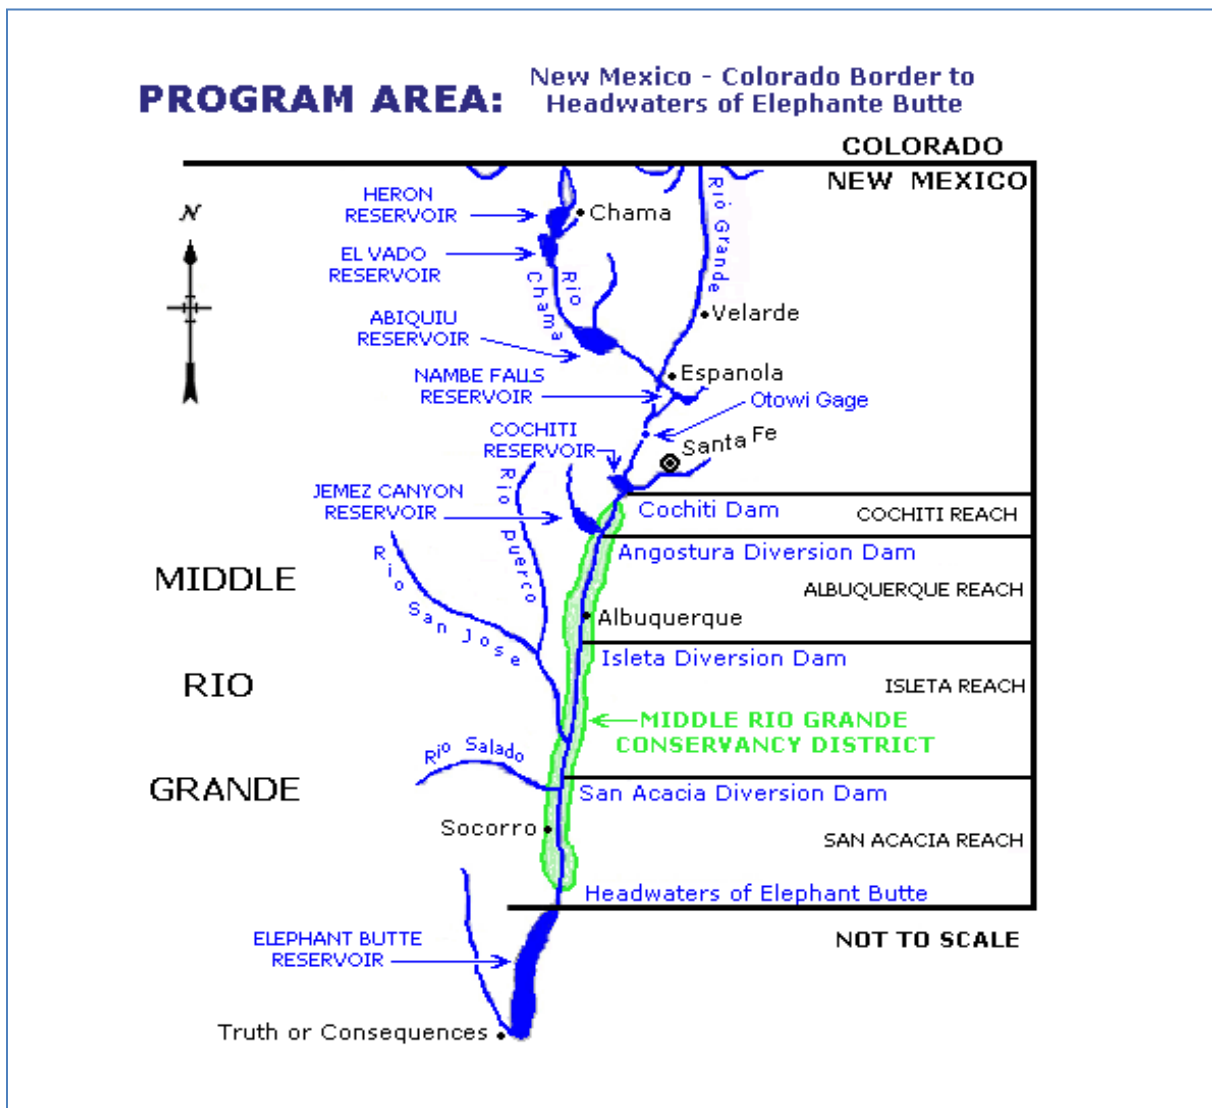 PROGRAM AREA:
New Mexico - Colorado Border to
Headwaters of Elephante Butte
COLORADO
NEW MEXICO
N
HERON
RESERVOIR
Chama
EL VADO
RESERVOIR
Rio Chama
Rio Grande
ABIQUIU
RESERVOIR
Velarde
NAMBE FALLS
RESERVOIR
Espanola
Otowi Gage
COCHITI
RESERVOIR
Santa Fe
JEMEZ CANYON
RESERVOIR
Rio puerco
Cochiti Dam
COCHITI REACH
Angostura Diversion Dam
Rio San Jose
MIDDLE
ALBUQUERQUE REACH
Albuquerque
Isleta Diversion Dam
RIO
ISLETA REACH
MIDDLE RIO GRANDE
CONSERVANCY DISTRICT
Rio Salado
GRANDE
San Acacia Diversion Dam
Socorro
SAN ACACIA REACH
Headwaters of Elephant Butte
ELEPHANT BUTTE
RESERVOIR
NOT TO SCALE
Truth or Consequences